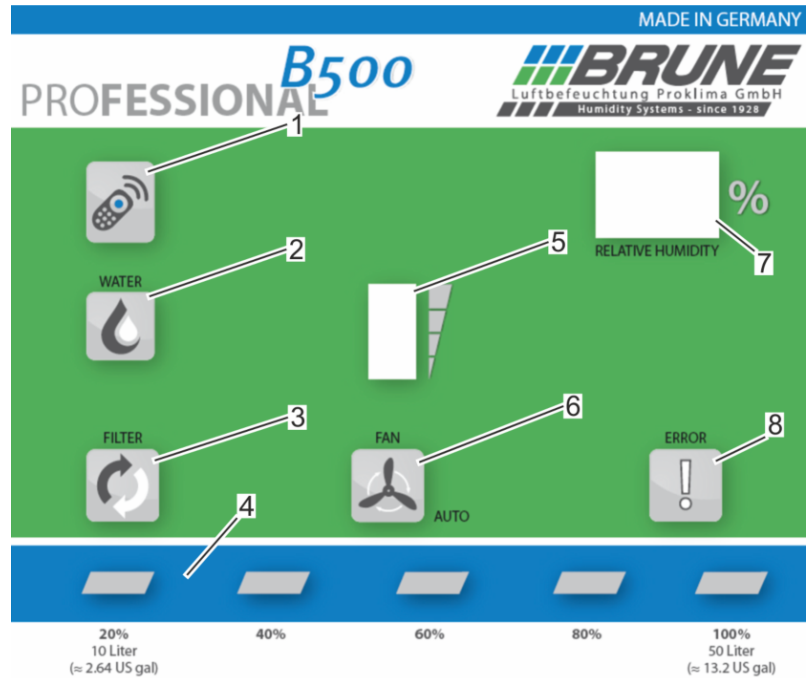 MADE IN GERMANY
PROFESSIONAL
B500
BRUNE
Luftbefeuchtung Proklima GmbH
Humidity Systems - since 1928
1
%
RELATIVE HUMIDITY
7
WATER
2
5
FILTER
3
FAN
6
AUTO
ERROR
8
4
20%
10 Liter
(≈ 2.64 US gal)
40%
60%
80%
100%
50 Liter
(≈ 13.2 US gal)